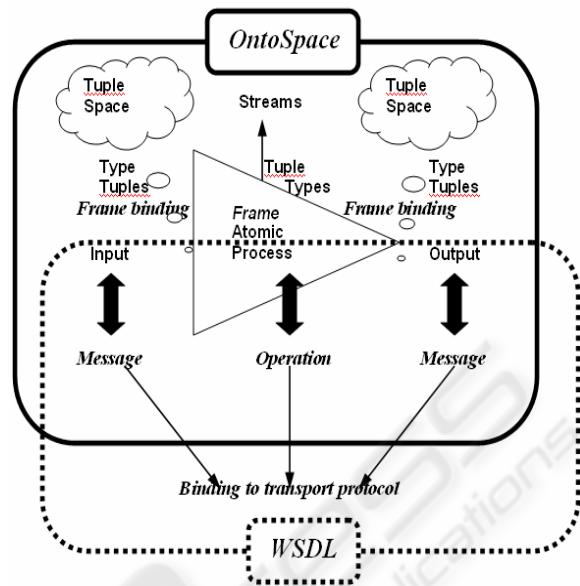 OntoSpace
Tuple
Space
Tuple
Space
Streams
Type
Tuples
Tuple
Types
Type
Tuples
Frame binding
Frame binding
Frame
Atomic
Process
Input
Output
Message
Operation
Message
Binding to transport protocol
WSDL